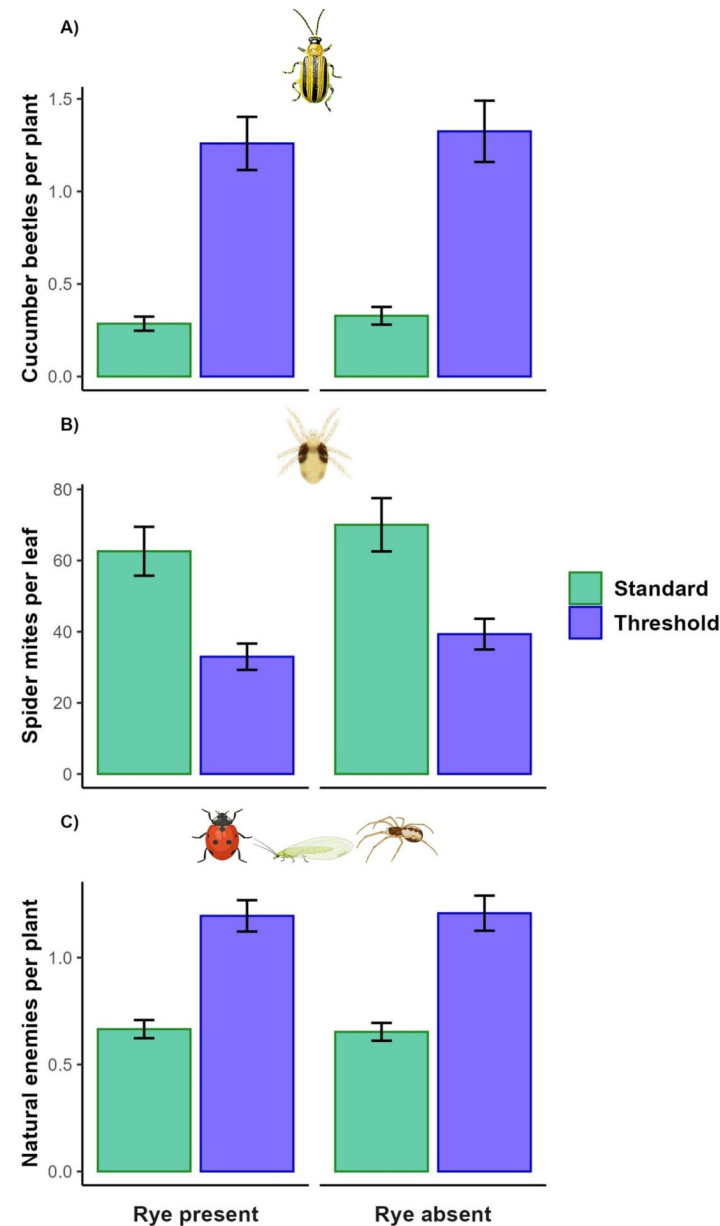 A)
Cucumber beetles per plant
1.5
1.0
0.5
0.0
B)
Spider mites per leaf
80
60
40
20
0
Standard
Threshold
C)
Natural enemies per plant
1.0
0.5
0.0
Rye present
Rye absent